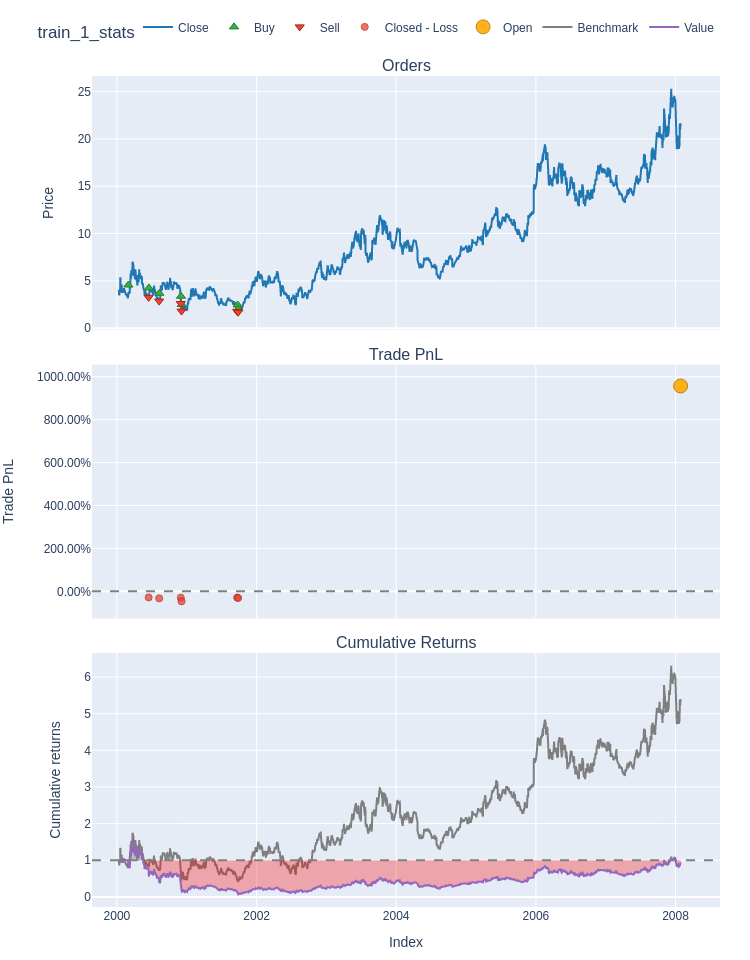 train_1_stats
Close
Buy
Sell
Closed - Loss
Open
Benchmark
Value
Orders
25
20
15
10
5
0
Price
Trade PnL
1000.00%
800.00%
600.00%
400.00%
200.00%
0.00%
Trade PnL
Cumulative Returns
6
5
4
3
2
1
0
Cumulative returns
2000
2002
2004
2006
2008
Index